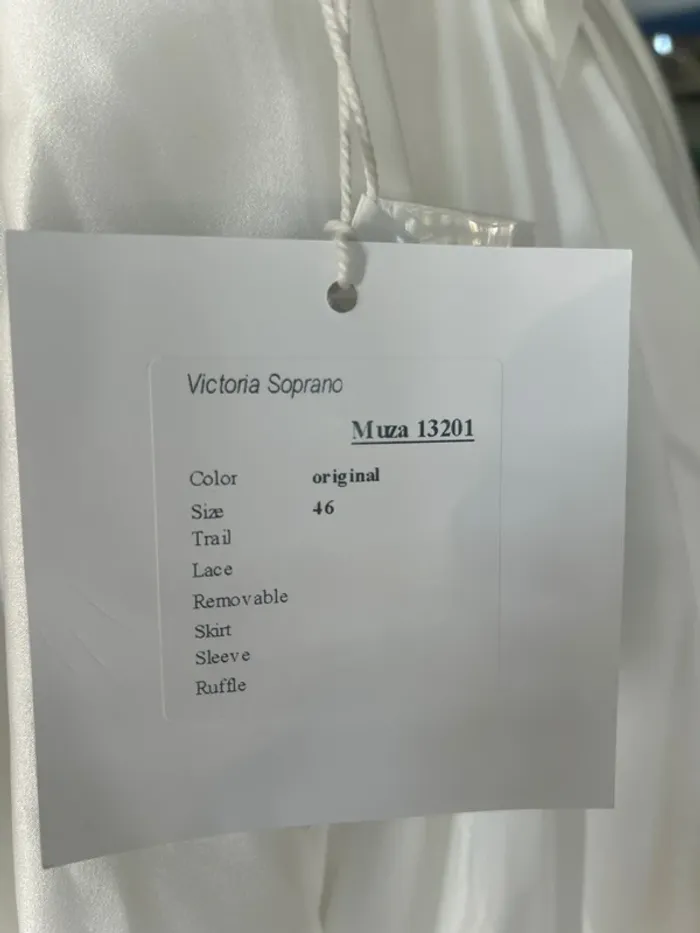 Victoria Soprano
Muza 13201
Color original
Size 46
Trail
Lace
Removable
Skirt
Sleeve
Ruffle